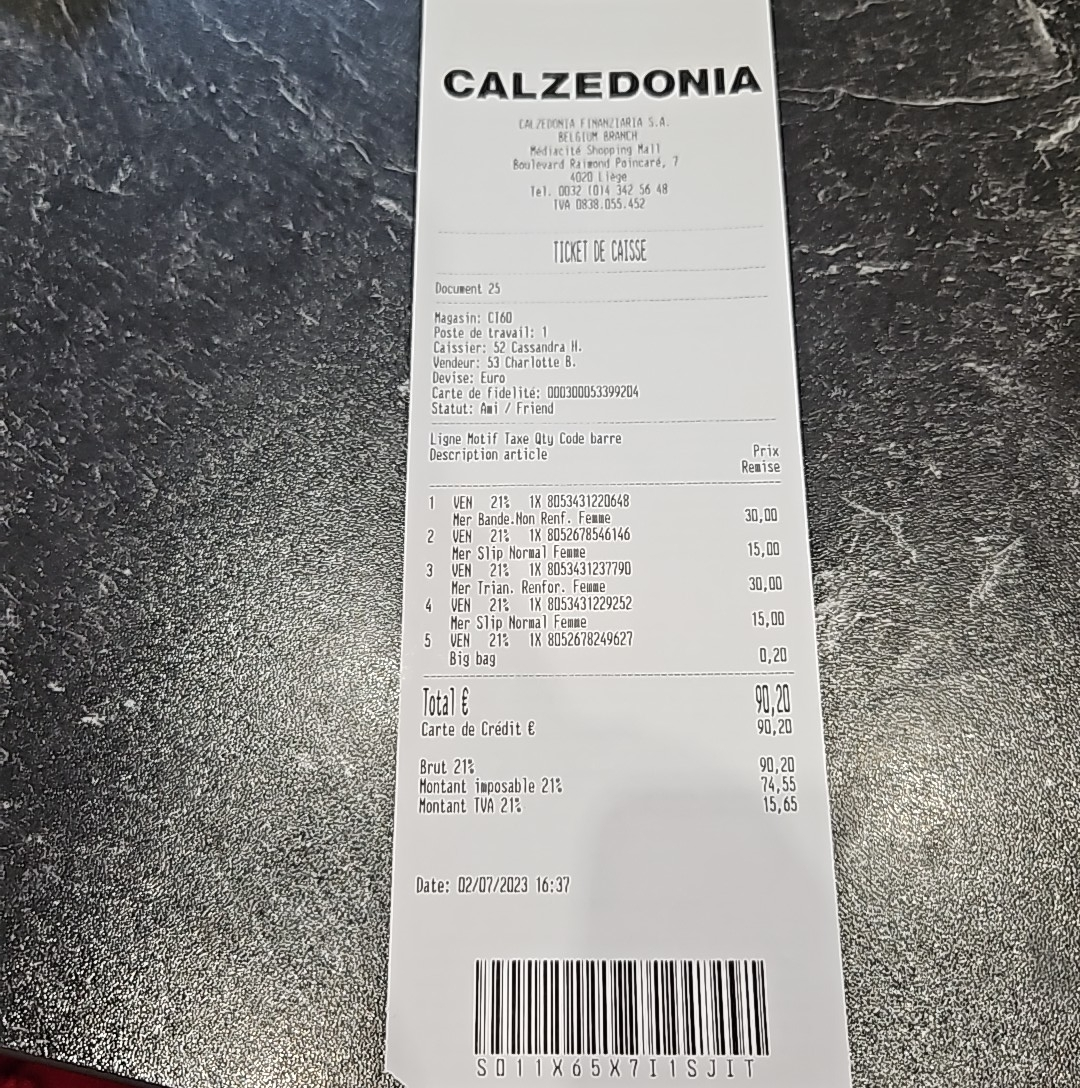 CALZEDONIA
CALZEDONIA FINANZIARIA S.A.
BELGIUM BRANCH
Médiacité Shopping Mall
Boulevard Raimond Poincaré, 7
4020 Liège
Tel. 0032 (0)4 342 56 48
TVA 0838.055.452
TICKET DE CAISSE
Document 25
Magasin: CI60
Poste de travail: 1
Caissier: 52 Cassandra H.
Vendeur: 53 Charlotte B.
Devise: Euro
Carte de fidelité: 000300053399204
Statut: Ami / Friend
Ligne Motif Taxe Qty Code barre
Description article Prix
Remise
1 VEN 21% 1X 8053431220648
Mer Bande.Non Renf. Femme 30,00
2 VEN 21% 1X 8052678546146
Mer Slip Normal Femme 15,00
3 VEN 21% 1X 8053431237790
Mer Trian. Renfor. Femme 30,00
4 VEN 21% 1X 8053431229252
Mer Slip Normal Femme 15,00
5 VEN 21% 1X 8052678249627
Big bag 0,20
Total € 90,20
Carte de Crédit € 90,20
Brut 21% 90,20
Montant imposable 21% 74,55
Montant TVA 21% 15,65
Date: 02/07/2023 16:37
S011X65X7I1SJIT